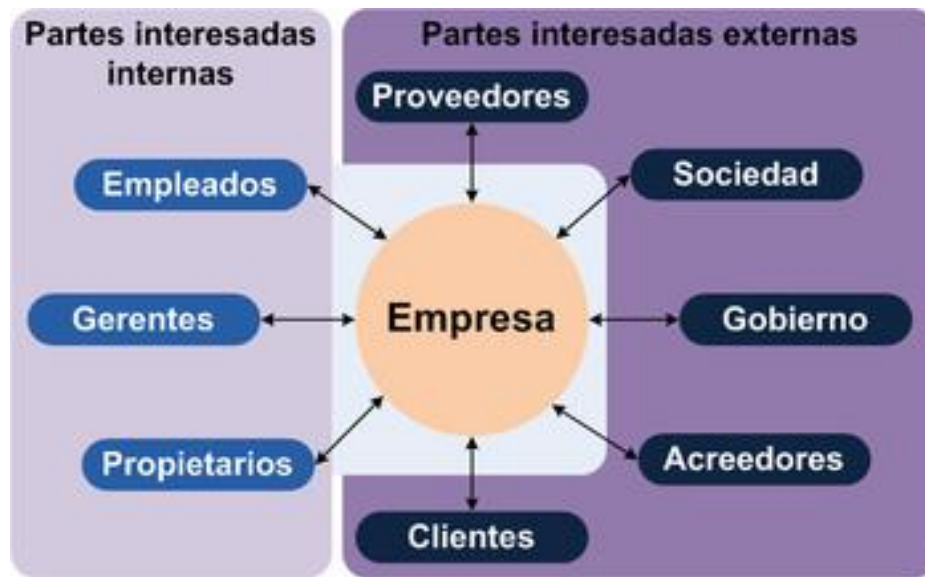 Partes interesadas
internas
Partes interesadas externas
Proveedores
Empleados
Sociedad
Gerentes
Empresa
Gobierno
Propietarios
Acreedores
Clientes